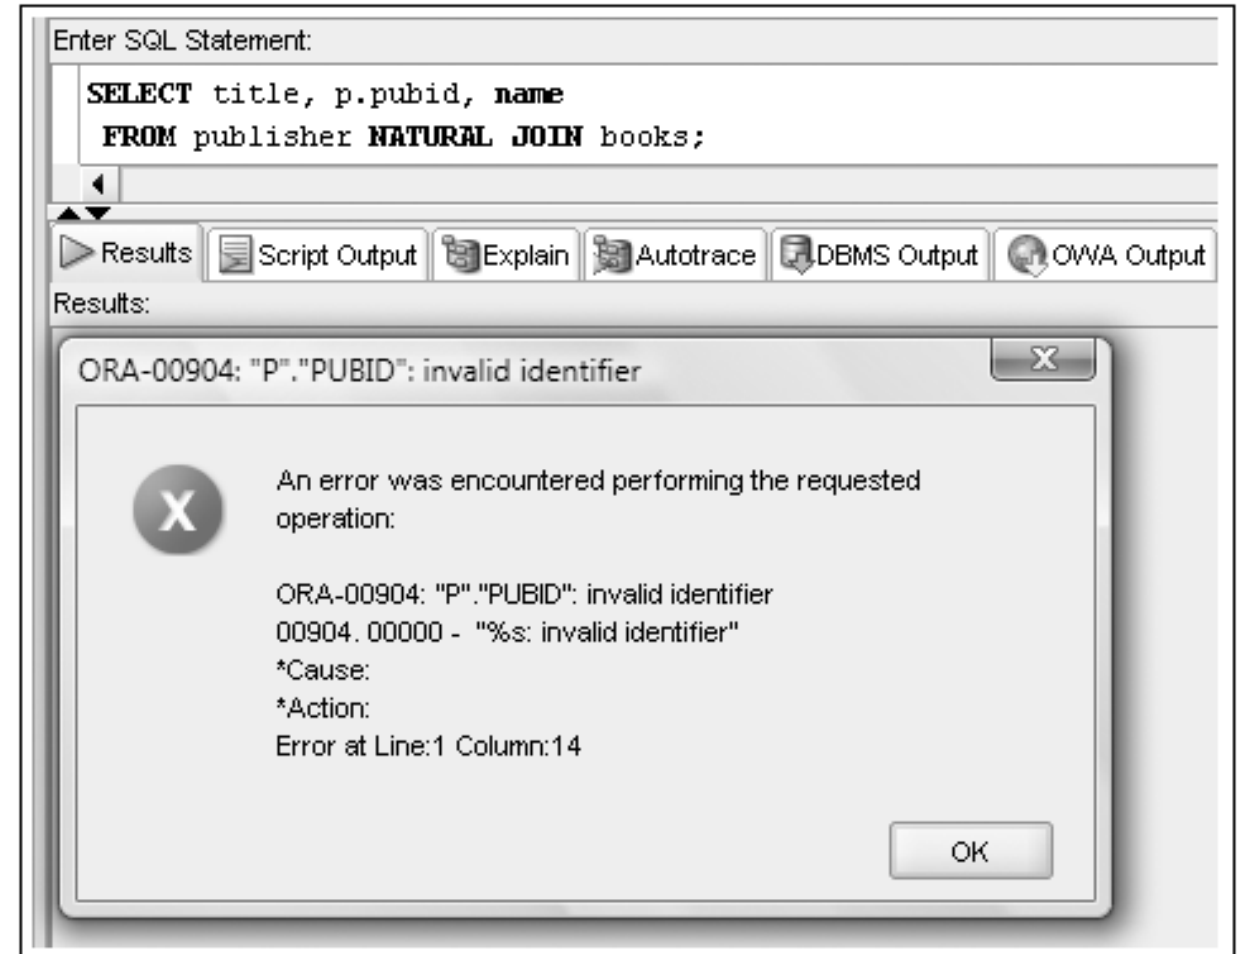 Enter SQL Statement:
SELECT title, p.pubid, name
FROM publisher NATURAL JOIN books;
Results Script Output Explain Autotrace DBMS Output OWA Output
Results:
ORA-00904: "P"."PUBID": invalid identifier
An error was encountered performing the requested
operation:
ORA-00904: "P"."PUBID": invalid identifier
00904. 00000 - "%s: invalid identifier"
*Cause:
*Action:
Error at Line:1 Column:14
OK